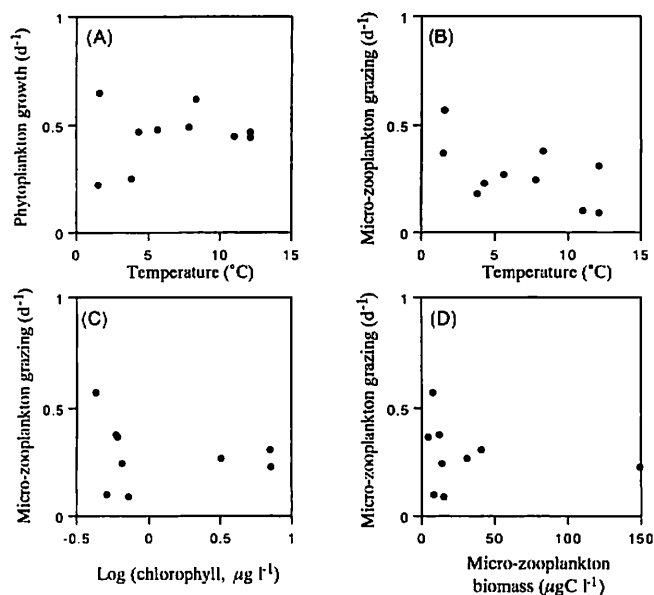 (A)
Phytoplankton growth (d⁻¹)
1
0.5
0
0 5 10 15
Temperature (°C)
(B)
Micro-zooplankton grazing (d⁻¹)
1
0.5
0
0 5 10 15
Temperature (°C)
(C)
Micro-zooplankton grazing (d⁻¹)
1
0.5
0
-0.5 0 0.5 1
Log (chlorophyll, μg l⁻¹)
(D)
Micro-zooplankton grazing (d⁻¹)
1
0.5
0
0 50 100 150
Micro-zooplankton
biomass (μgC l⁻¹)